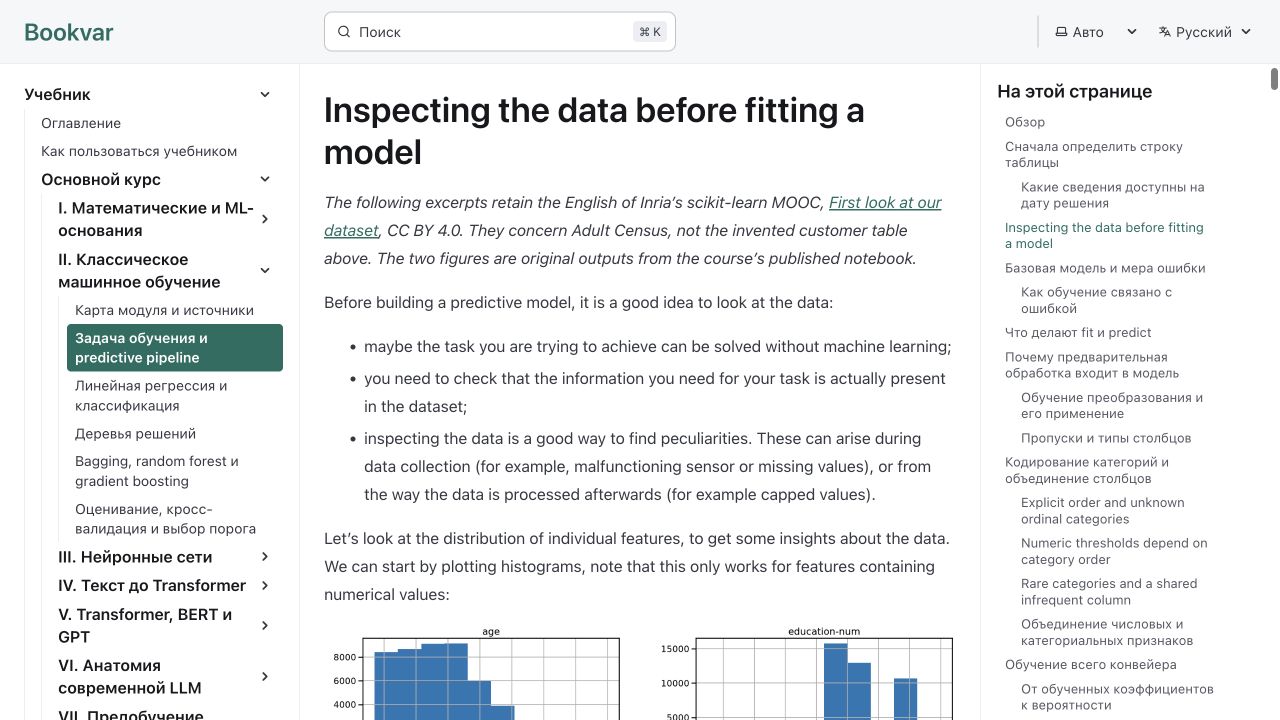 Bookvar
Поиск
⌘ K
Авто
Русский
Учебник
Оглавление
Как пользоваться учебником
Основной курс
I. Математические и ML-
основания
II. Классическое
машинное обучение
Карта модуля и источники
Задача обучения и
predictive pipeline
Линейная регрессия и
классификация
Деревья решений
Bagging, random forest и
gradient boosting
Оценивание, кросс-
валидация и выбор порога
III. Нейронные сети
IV. Текст до Transformer
V. Transformer, BERT и
GPT
VI. Анатомия
современной LLM
VII. Предобучение
Inspecting the data before fitting a
model
The following excerpts retain the English of Inria’s scikit-learn MOOC, First look at our
dataset, CC BY 4.0. They concern Adult Census, not the invented customer table
above. The two figures are original outputs from the course’s published notebook.
Before building a predictive model, it is a good idea to look at the data:
• maybe the task you are trying to achieve can be solved without machine learning;
• you need to check that the information you need for your task is actually present
in the dataset;
• inspecting the data is a good way to find peculiarities. These can arise during
data collection (for example, malfunctioning sensor or missing values), or from
the way the data is processed afterwards (for example capped values).
Let’s look at the distribution of individual features, to get some insights about the data.
We can start by plotting histograms, note that this only works for features containing
numerical values:
age
8000
6000
4000
education-num
15000
10000
5000
На этой странице
Обзор
Сначала определить строку
таблицы
Какие сведения доступны на
дату решения
Inspecting the data before fitting
a model
Базовая модель и мера ошибки
Как обучение связано с
ошибкой
Что делают fit и predict
Почему предварительная
обработка входит в модель
Обучение преобразования и
его применение
Пропуски и типы столбцов
Кодирование категорий и
объединение столбцов
Explicit order and unknown
ordinal categories
Numeric thresholds depend on
category order
Rare categories and a shared
infrequent column
Объединение числовых и
категориальных признаков
Обучение всего конвейера
От обученных коэффициентов
к вероятности